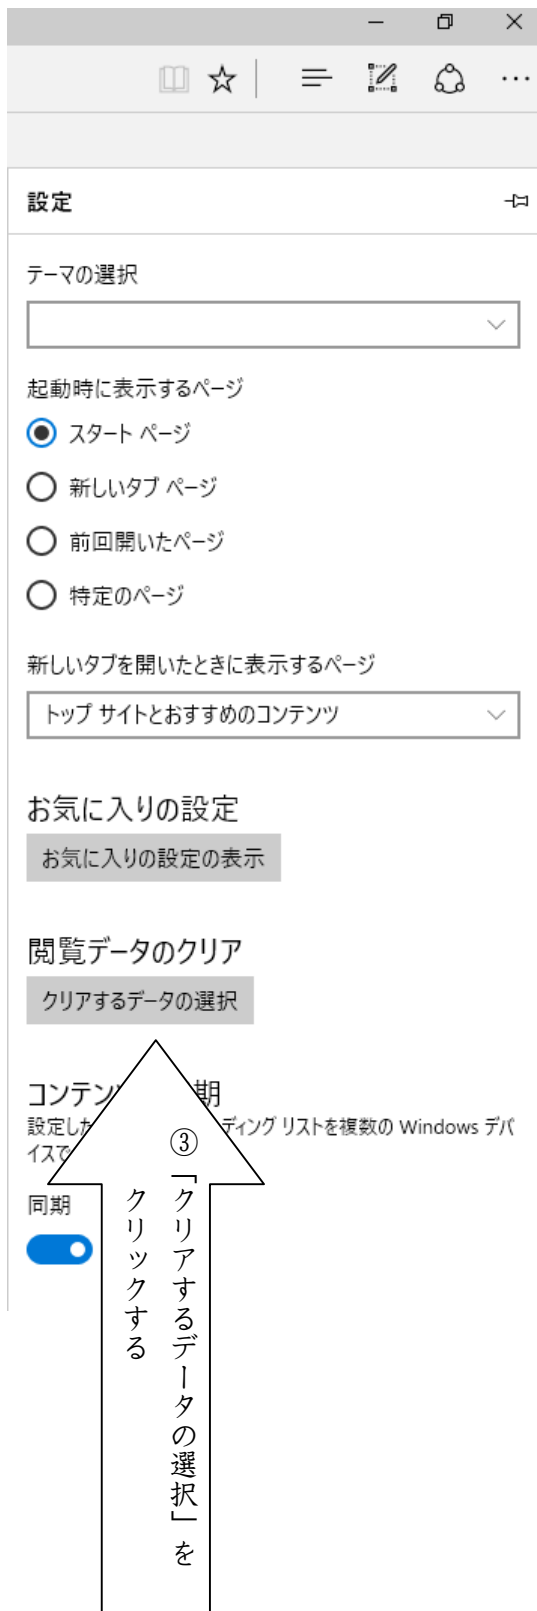 設定
テーマの選択
起動時に表示するページ
スタート ページ
新しいタブ ページ
前回開いたページ
特定のページ
新しいタブを開いたときに表示するページ
トップ サイトとおすすめのコンテンツ
お気に入りの設定
お気に入りの設定の表示
閲覧データのクリア
クリアするデータの選択
コンテン 期
設定した ディング リストを複数の Windows デバ
イスで
同期
③「クリアするデータの選択」を
クリックする